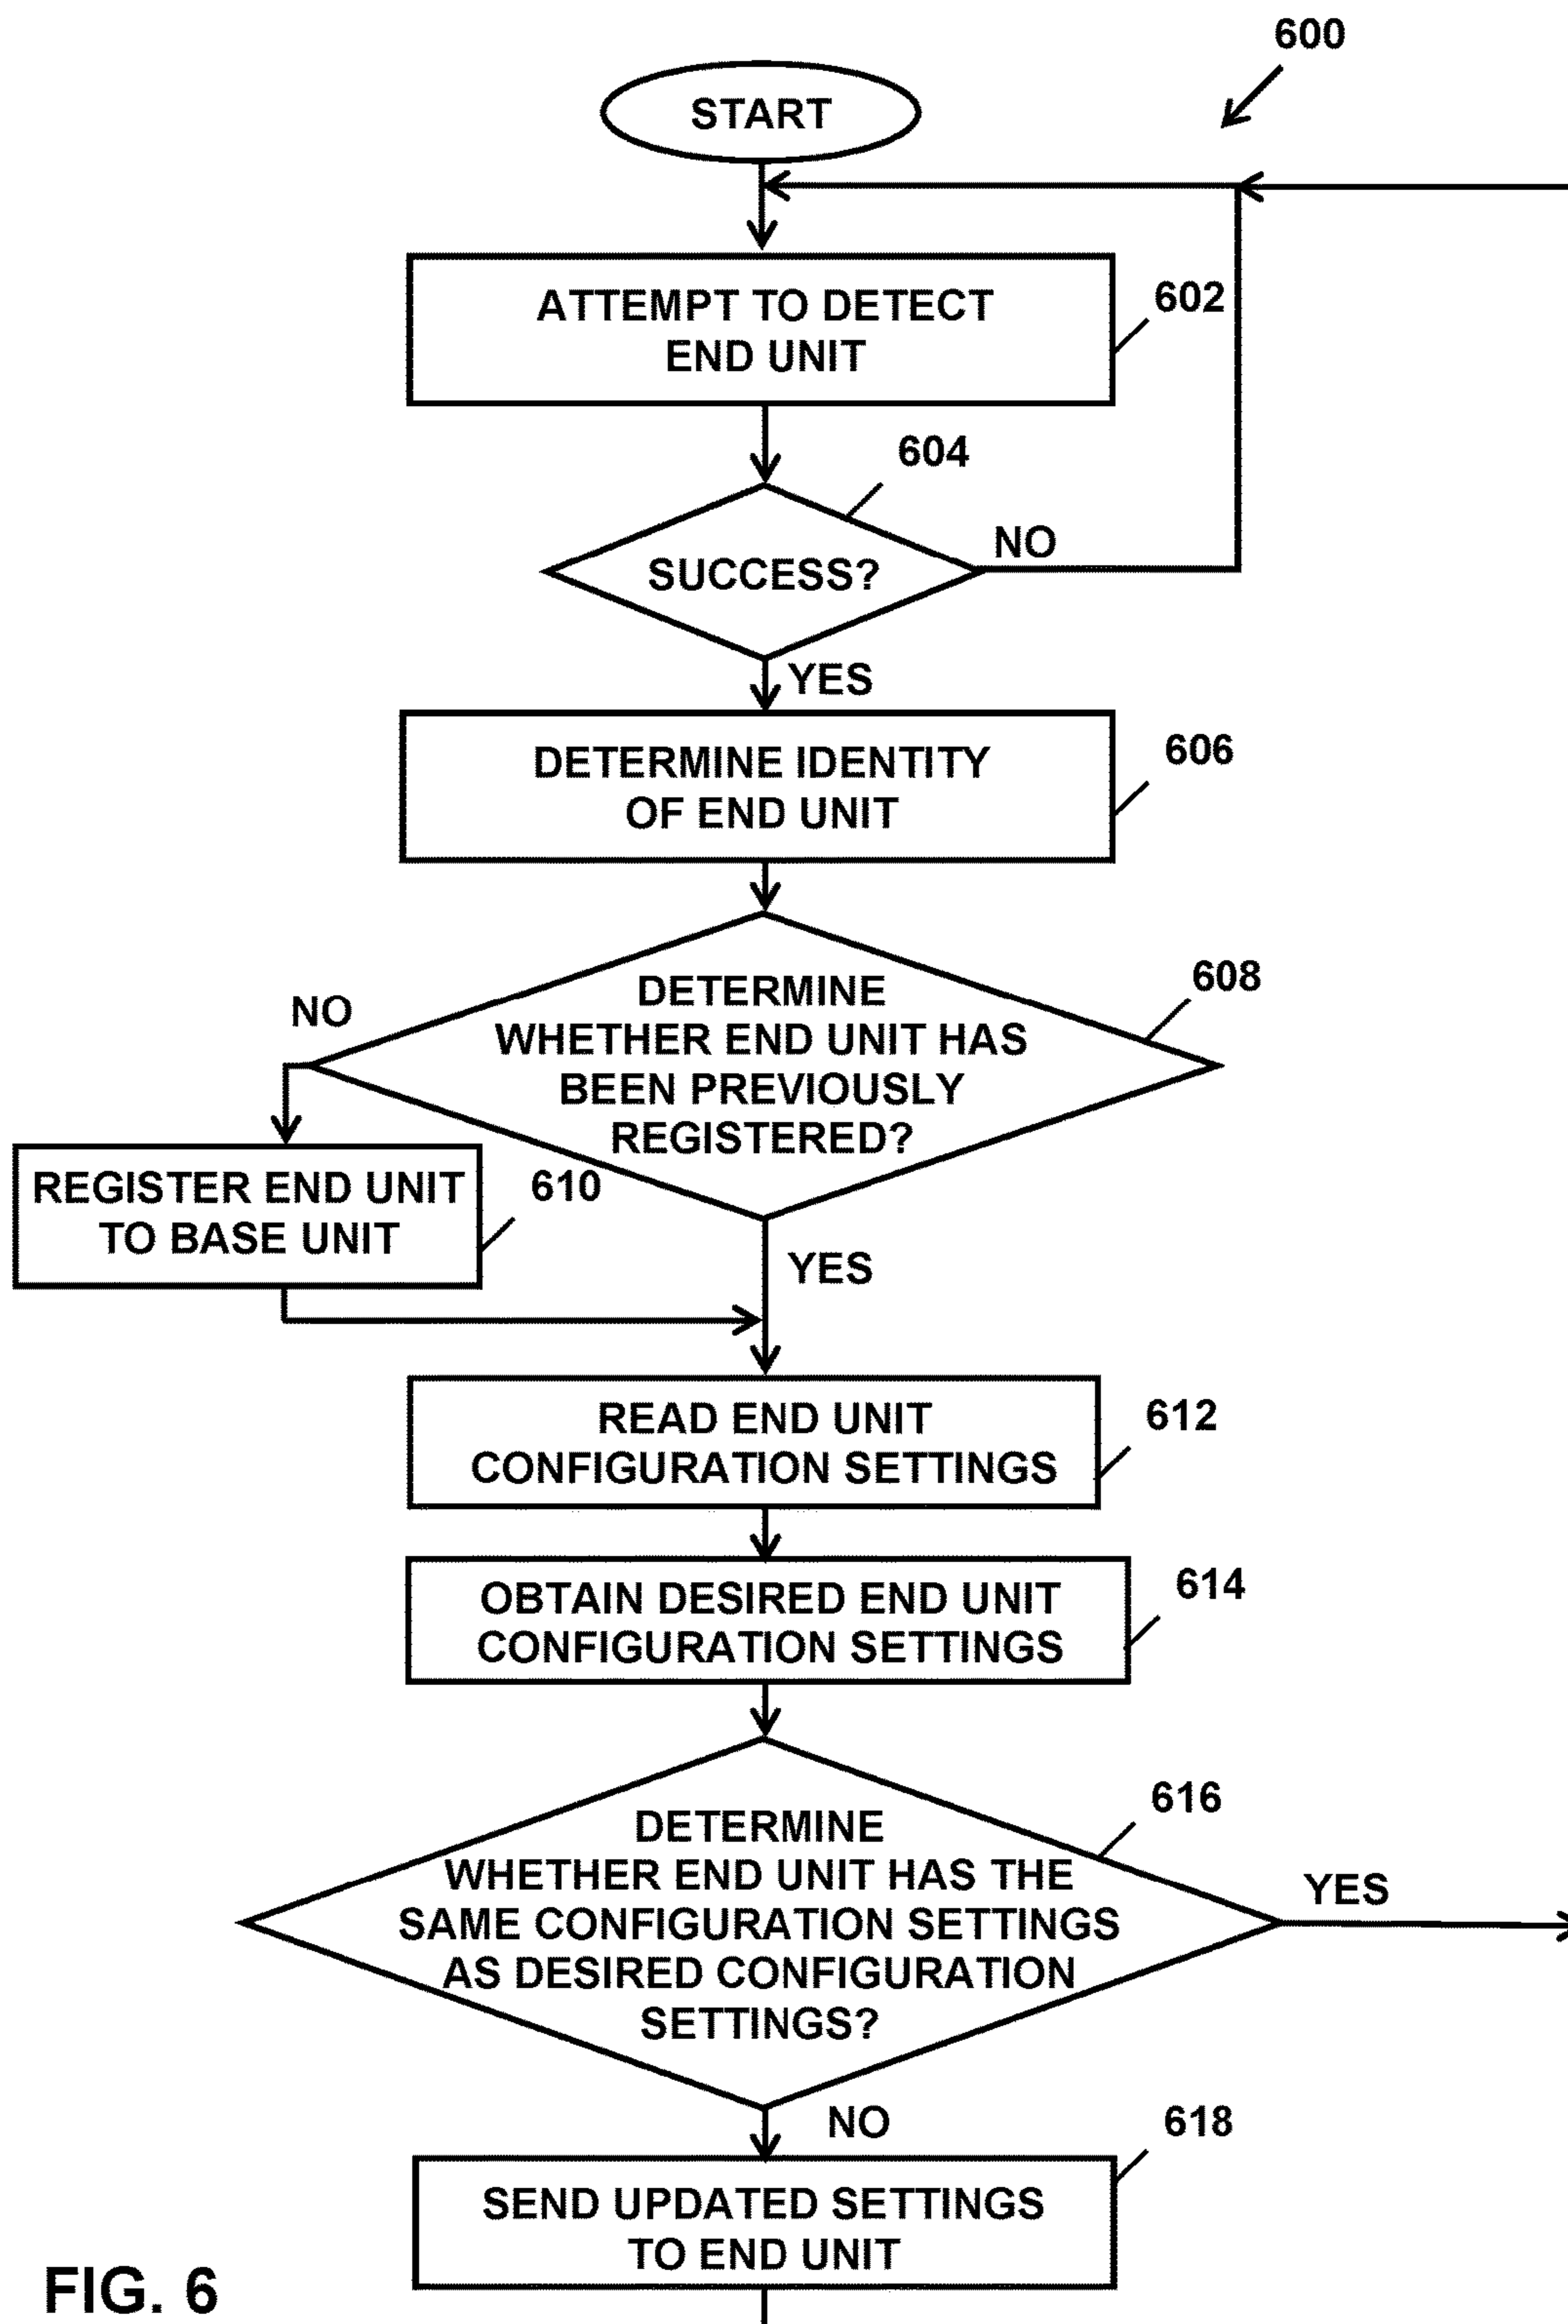 600
START
ATTEMPT TO DETECT
END UNIT
602
604
SUCCESS?
NO
YES
DETERMINE IDENTITY
OF END UNIT
606
DETERMINE
WHETHER END UNIT HAS
BEEN PREVIOUSLY
REGISTERED?
608
NO
REGISTER END UNIT
TO BASE UNIT
610
YES
READ END UNIT
CONFIGURATION SETTINGS
612
OBTAIN DESIRED END UNIT
CONFIGURATION SETTINGS
614
DETERMINE
WHETHER END UNIT HAS THE
SAME CONFIGURATION SETTINGS
AS DESIRED CONFIGURATION
SETTINGS?
616
YES
NO
618
SEND UPDATED SETTINGS
TO END UNIT
FIG. 6